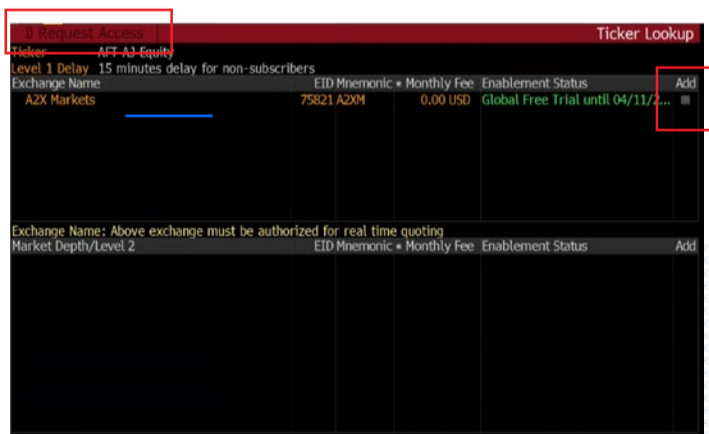 1) Request Access
Ticker Lookup
Ticker AFT AJ Equity
Level 1 Delay 15 minutes delay for non-subscribers
Exchange Name EID Mnemonic * Monthly Fee Enablement Status Add
A2X Markets 75821 A2XM 0.00 USD Global Free Trial until 04/11/2...
Exchange Name: Above exchange must be authorized for real time quoting
Market Depth/Level 2 EID Mnemonic * Monthly Fee Enablement Status Add